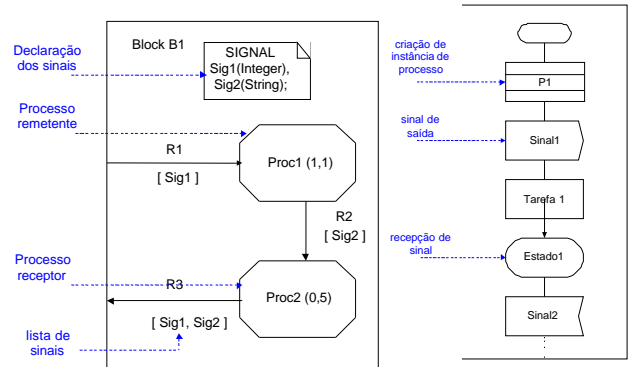 Declaração
dos sinais
Block B1
SIGNAL
Sig1(Integer),
Sig2(String);
Processo
remetente
R1
[ Sig1 ]
Proc1 (1,1)
R2
[ Sig2 ]
Processo
receptor
R3
Proc2 (0,5)
[ Sig1, Sig2 ]
lista de
sinais
criação de
instância de
processo
P1
sinal de
saída
Sinal1
Tarefa 1
recepção de
sinal
Estado1
Sinal2